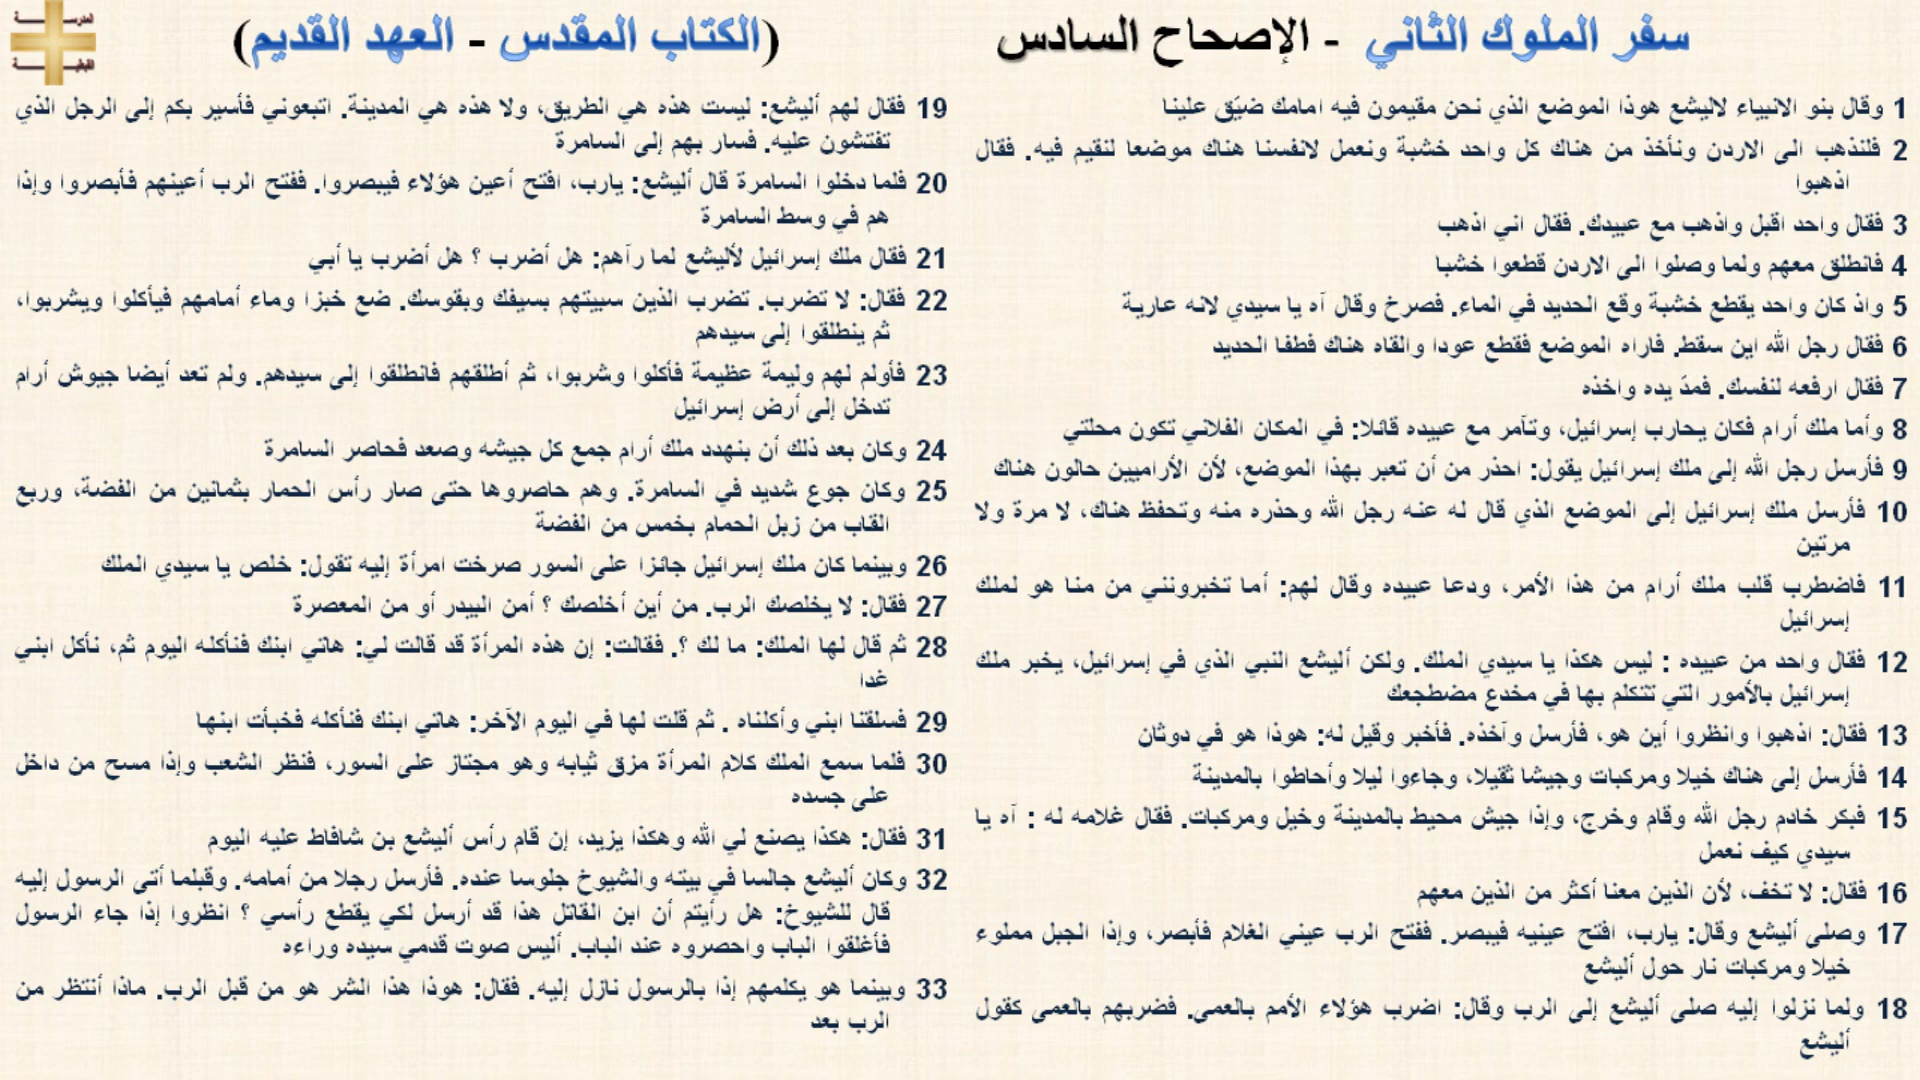 سفر الملوك الثاني - الإصحاح السادس
(الكتاب المقدس - العهد القديم)
1 وقال بنو الانبياء لاليشع هوذا الموضع الذي نحن مقيمون فيه امامك ضيّق علينا
2 فلنذهب الى الاردن ونأخذ من هناك كل واحد خشبة ونعمل لانفسنا هناك موضعا لنقيم فيه. فقال
اذهبوا
3 فقال واحد اقبل واذهب مع عبيدك. فقال اني اذهب
4 فانطلق معهم ولما وصلوا الى الاردن قطعوا خشبا
5 واذ كان واحد يقطع خشبة وقع الحديد في الماء. فصرخ وقال آه يا سيدي لانه عارية
6 فقال رجل الله اين سقط. فاراه الموضع فقطع عودا والقاه هناك فطفا الحديد
7 فقال ارفعه لنفسك. فمدّ يده واخذه
8 وأما ملك أرام فكان يحارب إسرائيل، وتآمر مع عبيده قائلا: في المكان الفلاني تكون محلتي
9 فأرسل رجل الله إلى ملك إسرائيل يقول: احذر من أن تعبر بهذا الموضع، لأن الأراميين حالون هناك
10 فأرسل ملك إسرائيل إلى الموضع الذي قال له عنه رجل الله وحذره منه وتحفظ هناك، لا مرة ولا
مرتين
11 فاضطرب قلب ملك أرام من هذا الأمر، ودعا عبيده وقال لهم: أما تخبرونني من منا هو لملك
إسرائيل
12 فقال واحد من عبيده : ليس هكذا يا سيدي الملك. ولكن أليشع النبي الذي في إسرائيل، يخبر ملك
إسرائيل بالأمور التي تتكلم بها في مخدع مضطجعك
13 فقال: اذهبوا وانظروا أين هو، فأرسل وآخذه. فأخبر وقيل له: هوذا هو في دوثان
14 فأرسل إلى هناك خيلا ومركبات وجيشا ثقيلا، وجاءوا ليلا وأحاطوا بالمدينة
15 فبكر خادم رجل الله وقام وخرج، وإذا جيش محيط بالمدينة وخيل ومركبات. فقال غلامه له : آه يا
سيدي كيف نعمل
16 فقال: لا تخف، لأن الذين معنا أكثر من الذين معهم
17 وصلى أليشع وقال: يارب، افتح عينيه فيبصر. ففتح الرب عيني الغلام فأبصر، وإذا الجبل مملوء
خيلا ومركبات نار حول أليشع
18 ولما نزلوا إليه صلى أليشع إلى الرب وقال: اضرب هؤلاء الأمم بالعمى. فضربهم بالعمى كقول
أليشع
19 فقال لهم أليشع: ليست هذه هي الطريق، ولا هذه هي المدينة. اتبعوني فأسير بكم إلى الرجل الذي
تفتشون عليه. فسار بهم إلى السامرة
20 فلما دخلوا السامرة قال أليشع: يارب، افتح أعين هؤلاء فيبصروا. ففتح الرب أعينهم فأبصروا وإذا
هم في وسط السامرة
21 فقال ملك إسرائيل لأليشع لما رآهم: هل أضرب ؟ هل أضرب يا أبي
22 فقال: لا تضرب. تضرب الذين سبيتهم بسيفك وبقوسك. ضع خبزا وماء أمامهم فيأكلوا ويشربوا،
ثم ينطلقوا إلى سيدهم
23 فأولم لهم وليمة عظيمة فأكلوا وشربوا، ثم أطلقهم فانطلقوا إلى سيدهم. ولم تعد أيضا جيوش أرام
تدخل إلى أرض إسرائيل
24 وكان بعد ذلك أن بنهدد ملك أرام جمع كل جيشه وصعد فحاصر السامرة
25 وكان جوع شديد في السامرة. وهم حاصروها حتى صار رأس الحمار بثمانين من الفضة، وربع
القاب من زبل الحمام بخمس من الفضة
26 وبينما كان ملك إسرائيل جائزا على السور صرخت امرأة إليه تقول: خلص يا سيدي الملك
27 فقال: لا يخلصك الرب. من أين أخلصك ؟ أمن البيدر أو من المعصرة
28 ثم قال لها الملك: ما لك ؟. فقالت: إن هذه المرأة قد قالت لي: هاتي ابنك فنأكله اليوم ثم، نأكل ابني
غدا
29 فسلقنا ابني وأكلناه . ثم قلت لها في اليوم الآخر: هاتي ابنك فنأكله فخبأت ابنها
30 فلما سمع الملك كلام المرأة مزق ثيابه وهو مجتاز على السور، فنظر الشعب وإذا مسح من داخل
على جسده
31 فقال: هكذا يصنع لي الله وهكذا يزيد، إن قام رأس أليشع بن شافاط عليه اليوم
32 وكان أليشع جالسا في بيته والشيوخ جلوسا عنده. فأرسل رجلا من أمامه. وقبلما أتى الرسول إليه
قال للشيوخ: هل رأيتم أن ابن القاتل هذا قد أرسل لكي يقطع رأسي ؟ انظروا إذا جاء الرسول
فأغلقوا الباب واحصروه عند الباب. أليس صوت قدمي سيده وراءه
33 وبينما هو يكلمهم إذا بالرسول نازل إليه. فقال: هوذا هذا الشر هو من قبل الرب. ماذا أنتظر من
الرب بعد